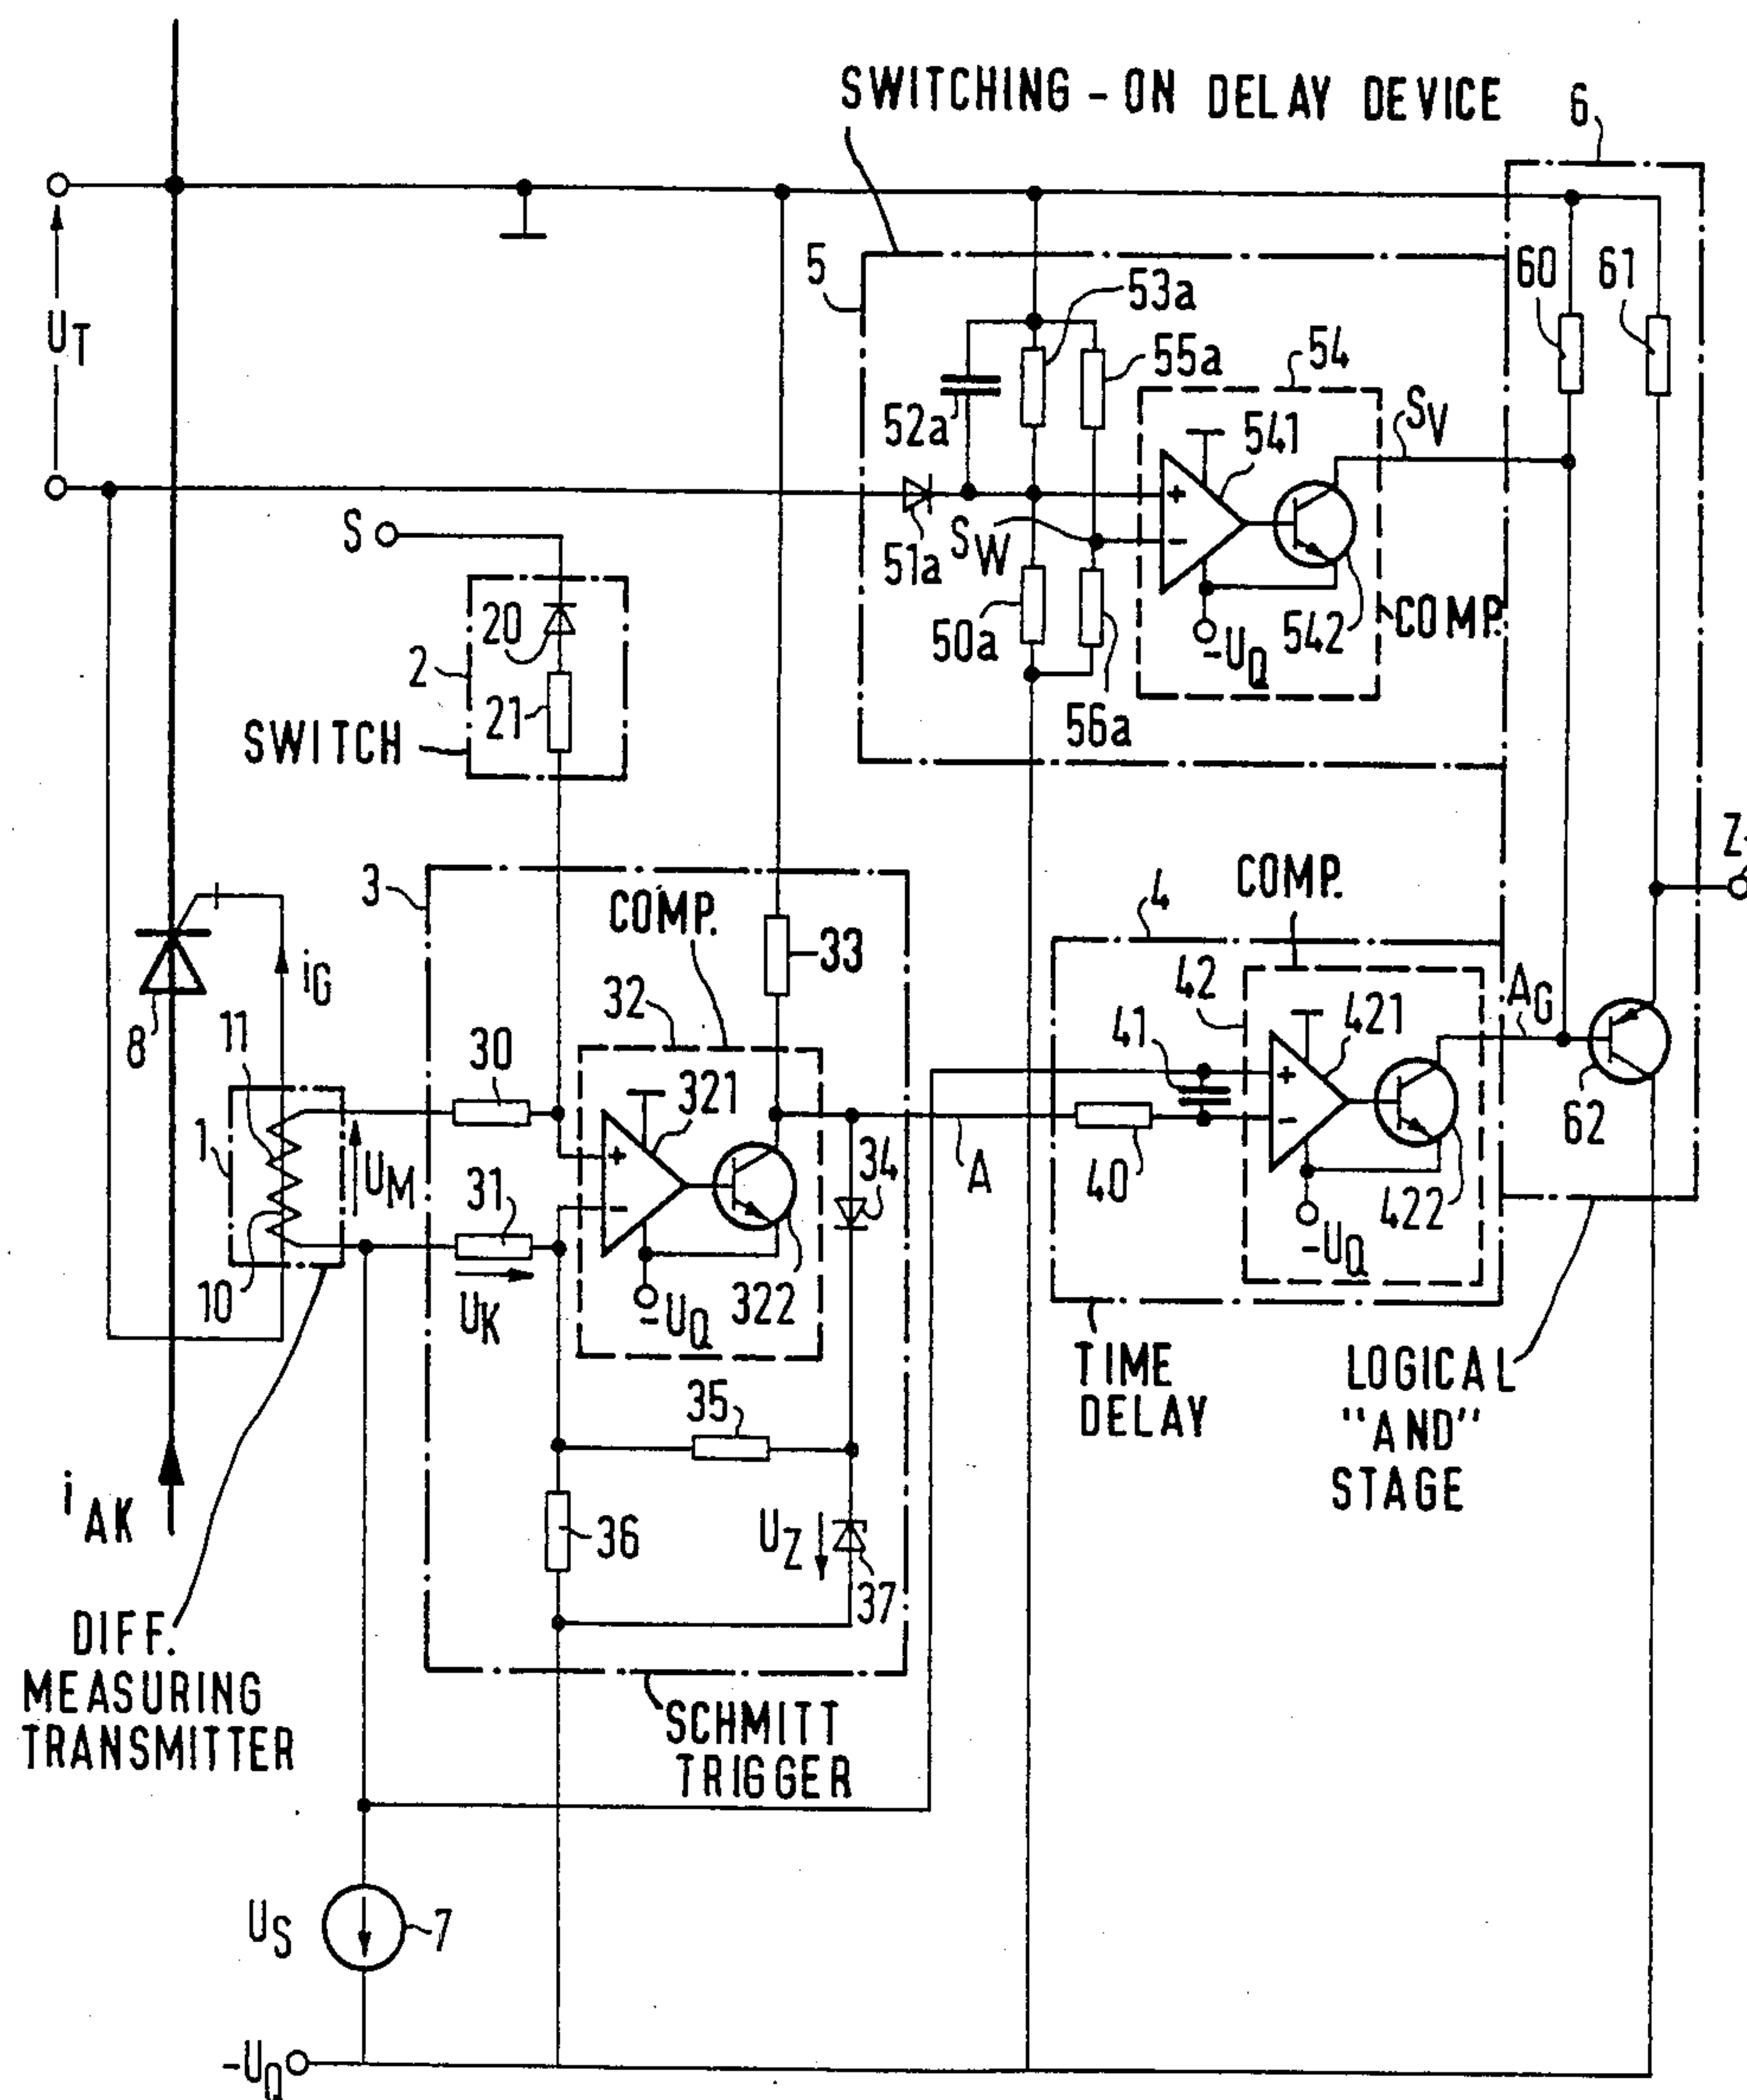 SWITCHING - ON DELAY DEVICE
6
5
53a
60
61
UT
55a
54
52a
541
SV
S
51a
SW
20
50a
542
COMP.
2
-UQ
21
56a
SWITCH
Z
3
COMP.
4
COMP.
33
iG
42
AG
8
11
32
421
30
41
321
62
1
UM
31
34
A
40
422
10
UK
-UQ
322
-UQ
TIME
DELAY
LOGICAL
"AND"
STAGE
35
iAK
36
UZ
37
DIFF.
MEASURING
TRANSMITTER
SCHMITT
TRIGGER
US
7
-UQ